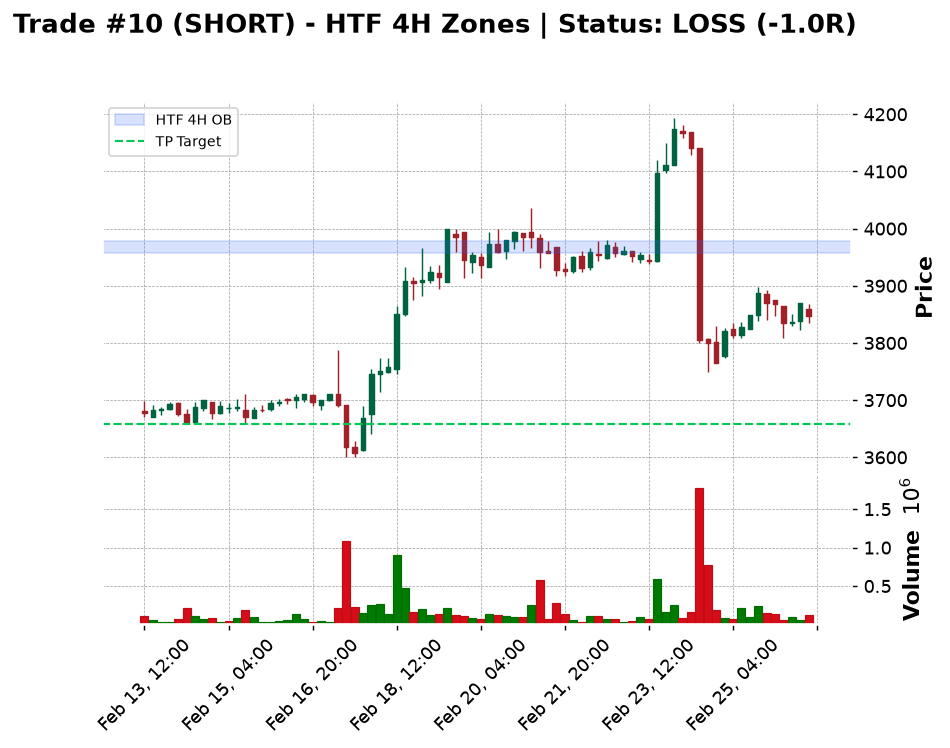 Trade #10 (SHORT) - HTF 4H Zones | Status: LOSS (-1.0R)
HTF 4H OB
TP Target
4200
4100
4000
3900
3800
3700
3600
Price
1.5
1.0
0.5
Volume 10⁶
Feb 13, 12:00
Feb 15, 04:00
Feb 16, 20:00
Feb 18, 12:00
Feb 20, 04:00
Feb 21, 20:00
Feb 23, 12:00
Feb 25, 04:00